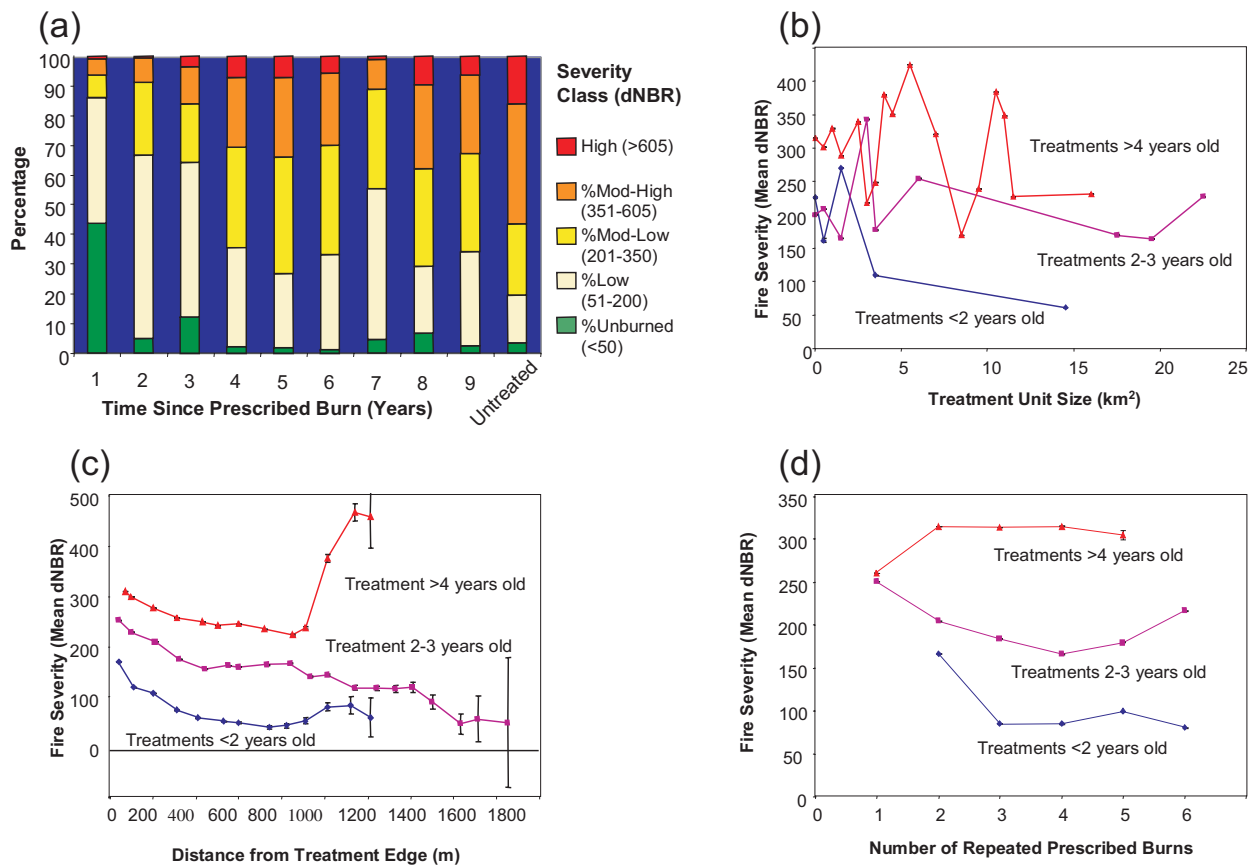 (a)
100
90
80
70
60
50
40
30
20
10
0
Percentage
1 2 3 4 5 6 7 8 9 Untreated
Time Since Prescribed Burn (Years)
Severity
Class (dNBR)
High (>605)
%Mod-High
(351-605)
%Mod-Low
(201-350)
%Low
(51-200)
%Unburned
(<50)
(b)
400
350
300
250
200
150
100
50
0
Fire Severity (Mean dNBR)
Treatments >4 years old
Treatments 2-3 years old
Treatments <2 years old
0 5 10 15 20 25
Treatment Unit Size (km²)
(c)
500
400
300
200
100
0
Fire Severity (Mean dNBR)
Treatment >4 years old
Treatment 2-3 years old
Treatments <2 years old
0 200 400 600 800 1000 1200 1400 1600 1800
Distance from Treatment Edge (m)
(d)
350
300
250
200
150
100
50
0
Fire Severity (Mean dNBR)
Treatments >4 years old
Treatments 2-3 years old
Treatments <2 years old
0 1 2 3 4 5 6
Number of Repeated Prescribed Burns